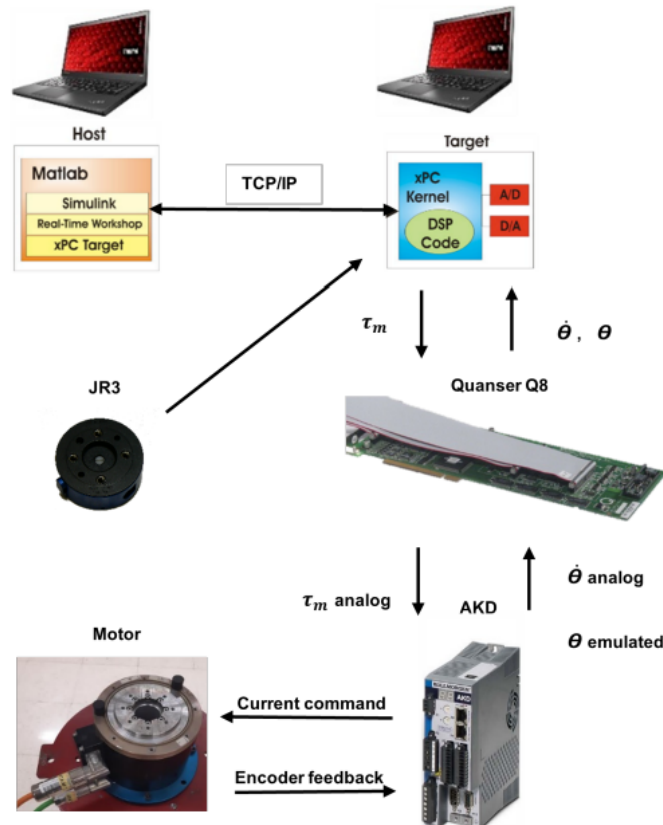 Host
Target
Matlab
Simulink
Real-Time Workshop
xPC Target
TCP/IP
xPC
Kernel
DSP
Code
A/D
D/A
τₘ
θ̇ , θ
JR3
Quanser Q8
τₘ analog
AKD
θ̇ analog
θ emulated
Motor
Current command
Encoder feedback
AKD